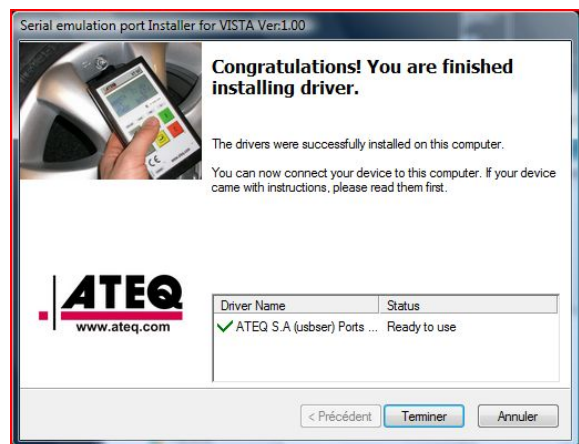 Serial emulation port Installer for VISTA Ver:1.00
Congratulations! You are finished
installing driver.
The drivers were successfully installed on this computer.
You can now connect your device to this computer. If your device
came with instructions, please read them first.
ATEQ
www.ateq.com
Driver Name Status
ATEQ S.A (usbser) Ports ... Ready to use
< Précédent Terminer Annuler